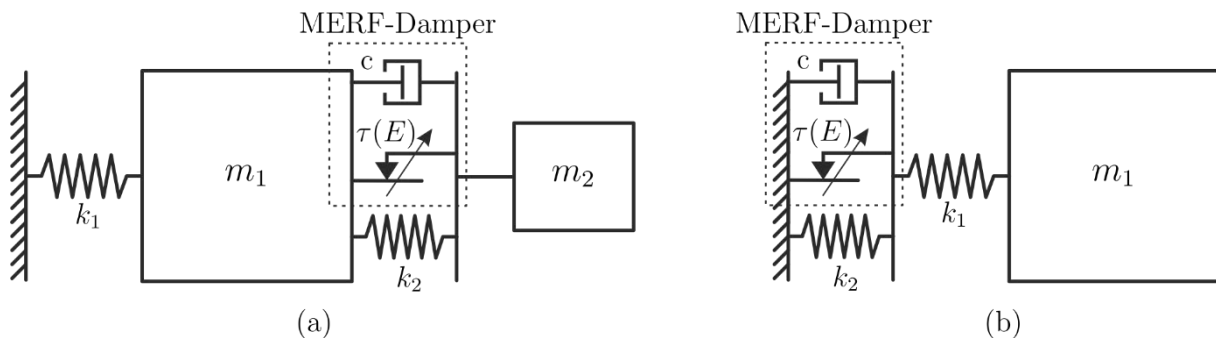 MERF-Damper
c
τ(E)
m₁
m₂
k₁
k₂
(a)
MERF-Damper
c
τ(E)
k₁
m₁
k₂
(b)